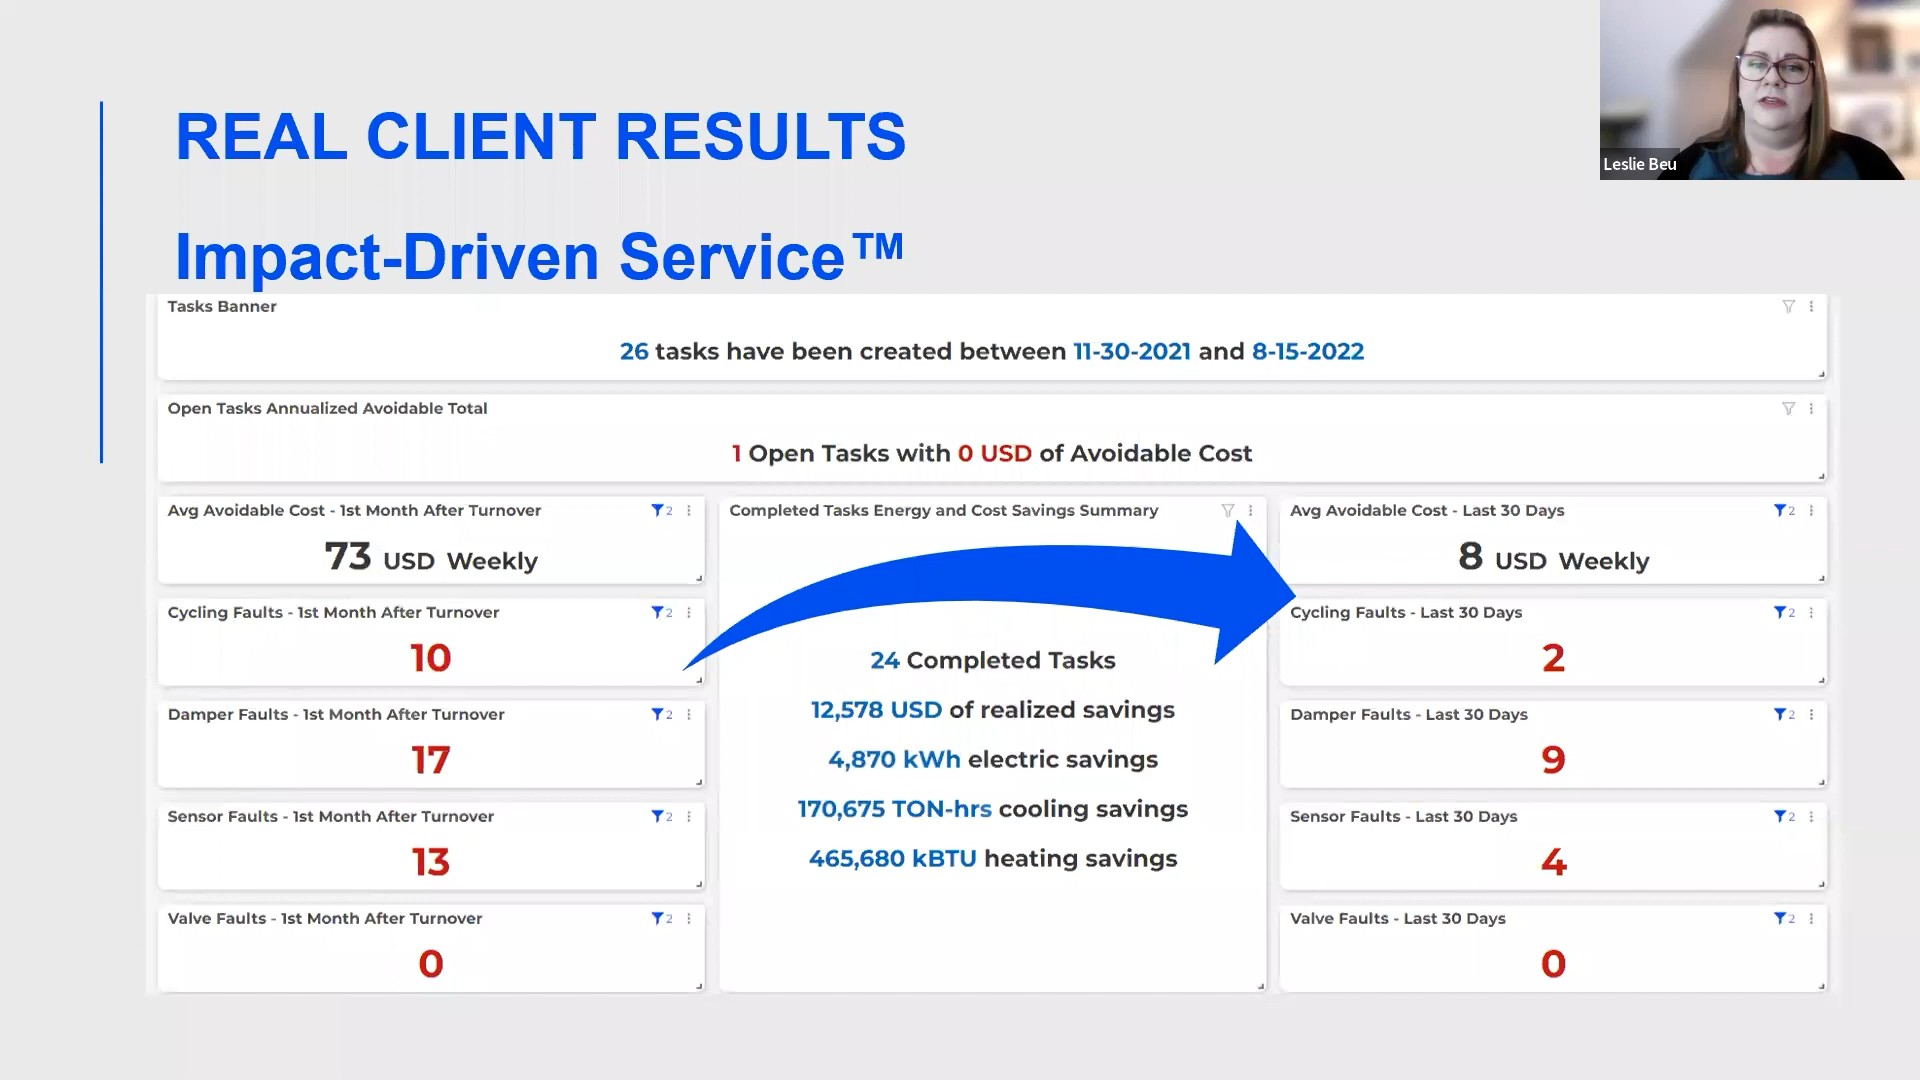 REAL CLIENT RESULTS
Impact-Driven Service™
Leslie Beu
Tasks Banner
26 tasks have been created between 11-30-2021 and 8-15-2022
Open Tasks Annualized Avoidable Total
1 Open Tasks with 0 USD of Avoidable Cost
Avg Avoidable Cost - 1st Month After Turnover
2
73 USD Weekly
Cycling Faults - 1st Month After Turnover
2
10
Damper Faults - 1st Month After Turnover
2
17
Sensor Faults - 1st Month After Turnover
2
13
Valve Faults - 1st Month After Turnover
2
0
Completed Tasks Energy and Cost Savings Summary
24 Completed Tasks
12,578 USD of realized savings
4,870 kWh electric savings
170,675 TON-hrs cooling savings
465,680 kBTU heating savings
Avg Avoidable Cost - Last 30 Days
2
8 USD Weekly
Cycling Faults - Last 30 Days
2
2
Damper Faults - Last 30 Days
2
9
Sensor Faults - Last 30 Days
2
4
Valve Faults - Last 30 Days
2
0